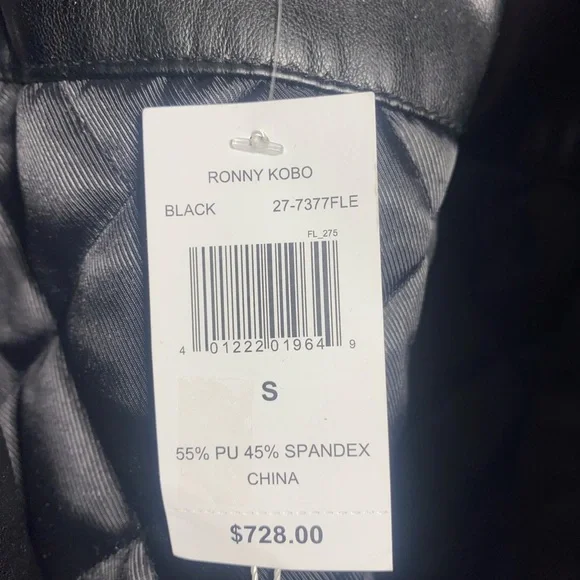 RONNY KOBO
BLACK 27-7377FLE
FL_275
4 01222 01964 9
S
55% PU 45% SPANDEX
CHINA
$728.00